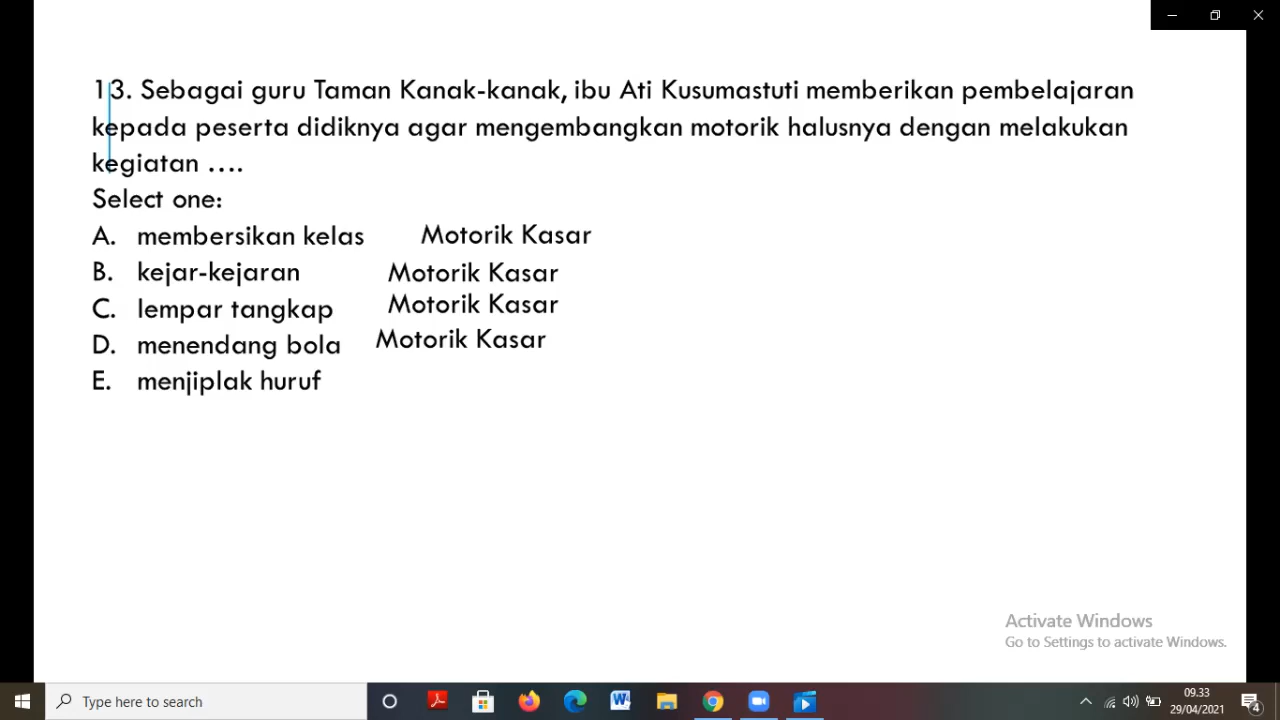 13. Sebagai guru Taman Kanak-kanak, ibu Ati Kusumastuti memberikan pembelajaran
kepada peserta didiknya agar mengembangkan motorik halusnya dengan melakukan
kegiatan ....
Select one:
A. membersikan kelas Motorik Kasar
B. kejar-kejaran Motorik Kasar
C. lempar tangkap Motorik Kasar
D. menendang bola Motorik Kasar
E. menjiplak huruf
Activate Windows
Go to Settings to activate Windows.
Type here to search
09.33
29/04/2021
4